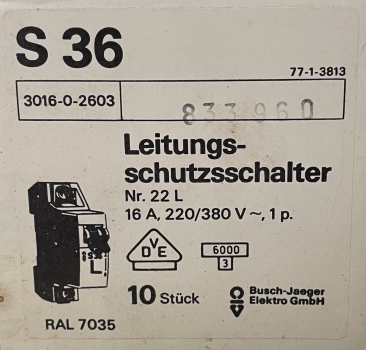 S 36
77-1-3813
3016-0-2603
833960
Leitungs-
schutzsschalter
Nr. 22 L
16 A, 220/380 V ~, 1 p.
VDE
6000
3
10 Stück
Busch-Jaeger
Elektro GmbH
RAL 7035